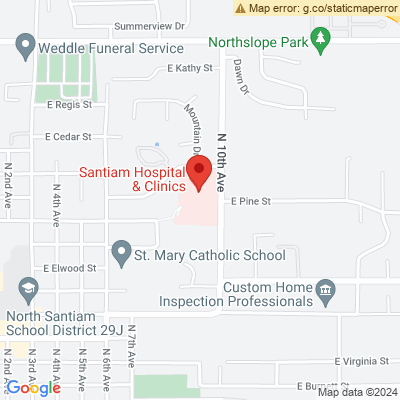 Map error: g.co/staticmaperror
Summerview Dr
Northslope Park
Weddle Funeral Service
E Kathy St
Dawn Dr
E Regis St
Mountain Dr
E Cedar St
N 10th Ave
Santiam Hospital
& Clinics
N 2nd Ave
N 4th Ave
E Pine St
St. Mary Catholic School
E Elwood St
Custom Home
Inspection Professionals
North Santiam
School District 29J
N 2nd Ave
N 3rd Ave
N 4th Ave
N 5th Ave
N 6th Ave
N 7th Ave
E Virginia St
E Burnett St
Google
Map data ©2024